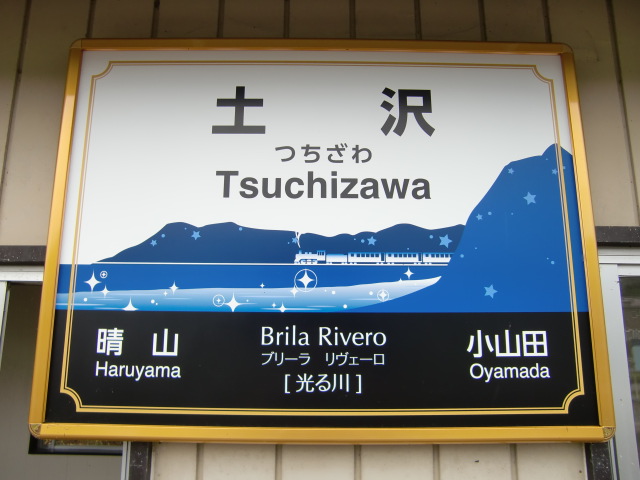 土沢
つちざわ
Tsuchizawa
晴山
Haruyama
Brila Rivero
ブリーラ リヴェーロ
[光る川]
小山田
Oyamada